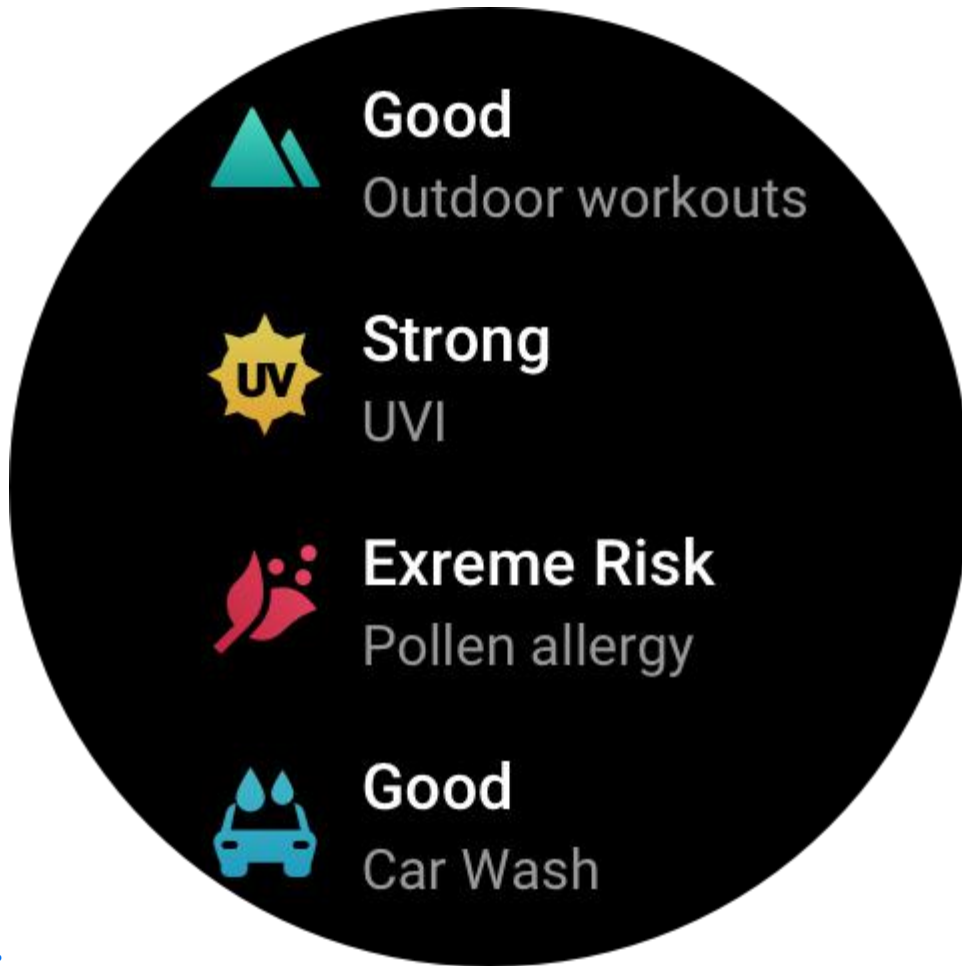 Good
Outdoor workouts
UV
Strong
UVI
Exreme Risk
Pollen allergy
Good
Car Wash